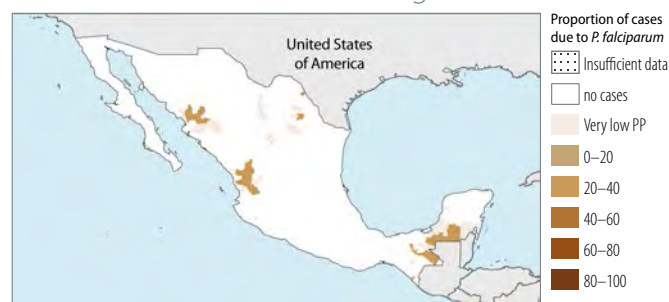 United States
of America
Proportion of cases
due to P. falciparum
Insufficient data
no cases
Very low PP
0–20
20–40
40–60
60–80
80–100